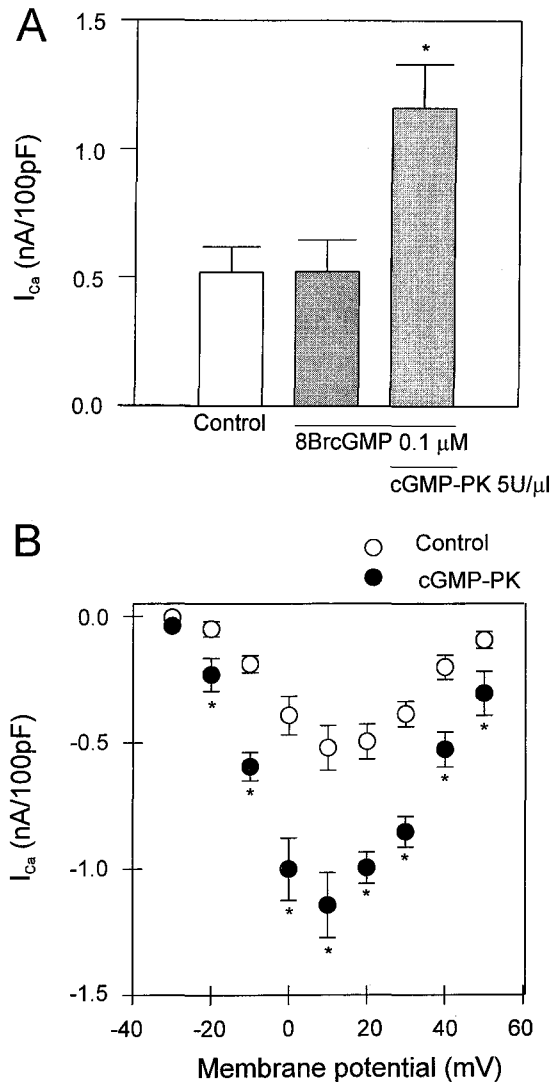 A
1.5
1.0
0.5
0.0
I_Ca (nA/100pF)
*
Control
8BrcGMP 0.1 µM
cGMP-PK 5U/µl
B
Control
cGMP-PK
0.0
-0.5
-1.0
-1.5
I_Ca (nA/100pF)
* * * * * * * *
-40 -20 0 20 40 60
Membrane potential (mV)